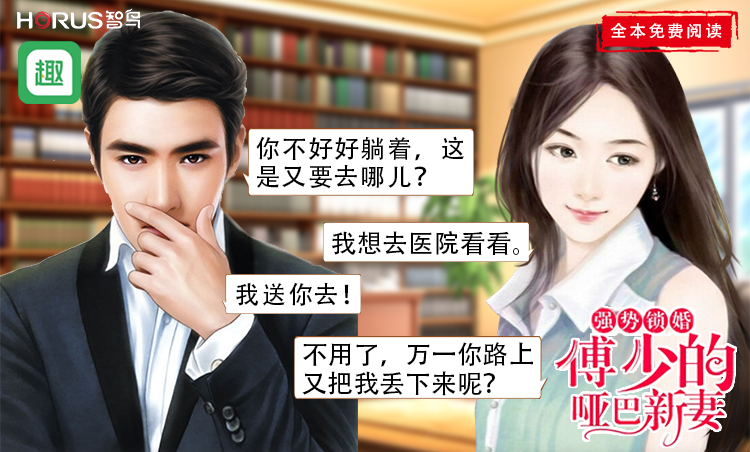 HORUS智鸟
趣
全本免费阅读
你不好好躺着，这
是又要去哪儿？
我想去医院看看。
我送你去！
不用了，万一你路上
又把我丢下来呢？
强势锁婚
傅少的
哑巴新妻